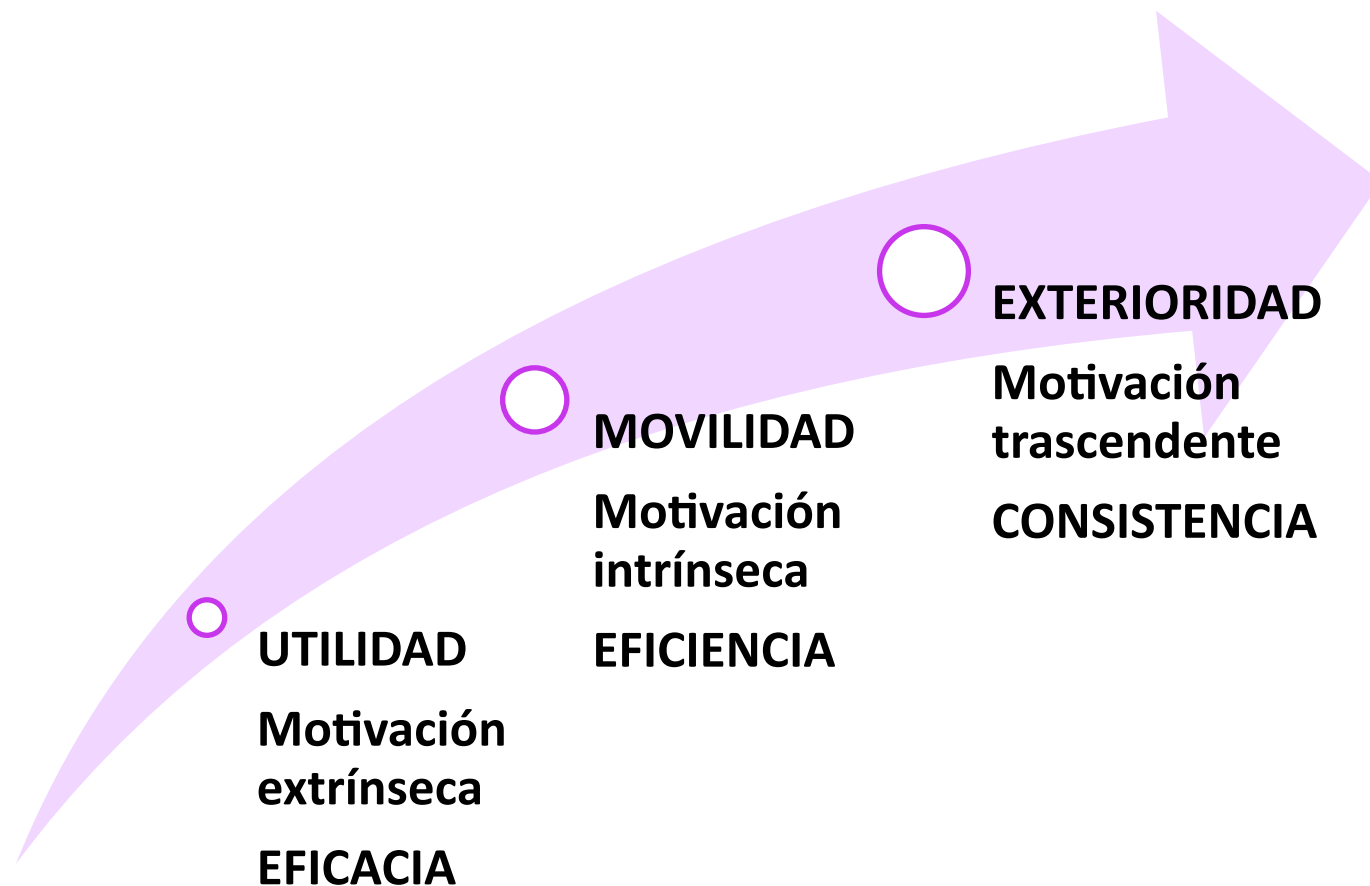 UTILIDAD
Motivación
extrínseca
EFICACIA
MOVILIDAD
Motivación
intrínseca
EFICIENCIA
EXTERIORIDAD
Motivación
trascendente
CONSISTENCIA